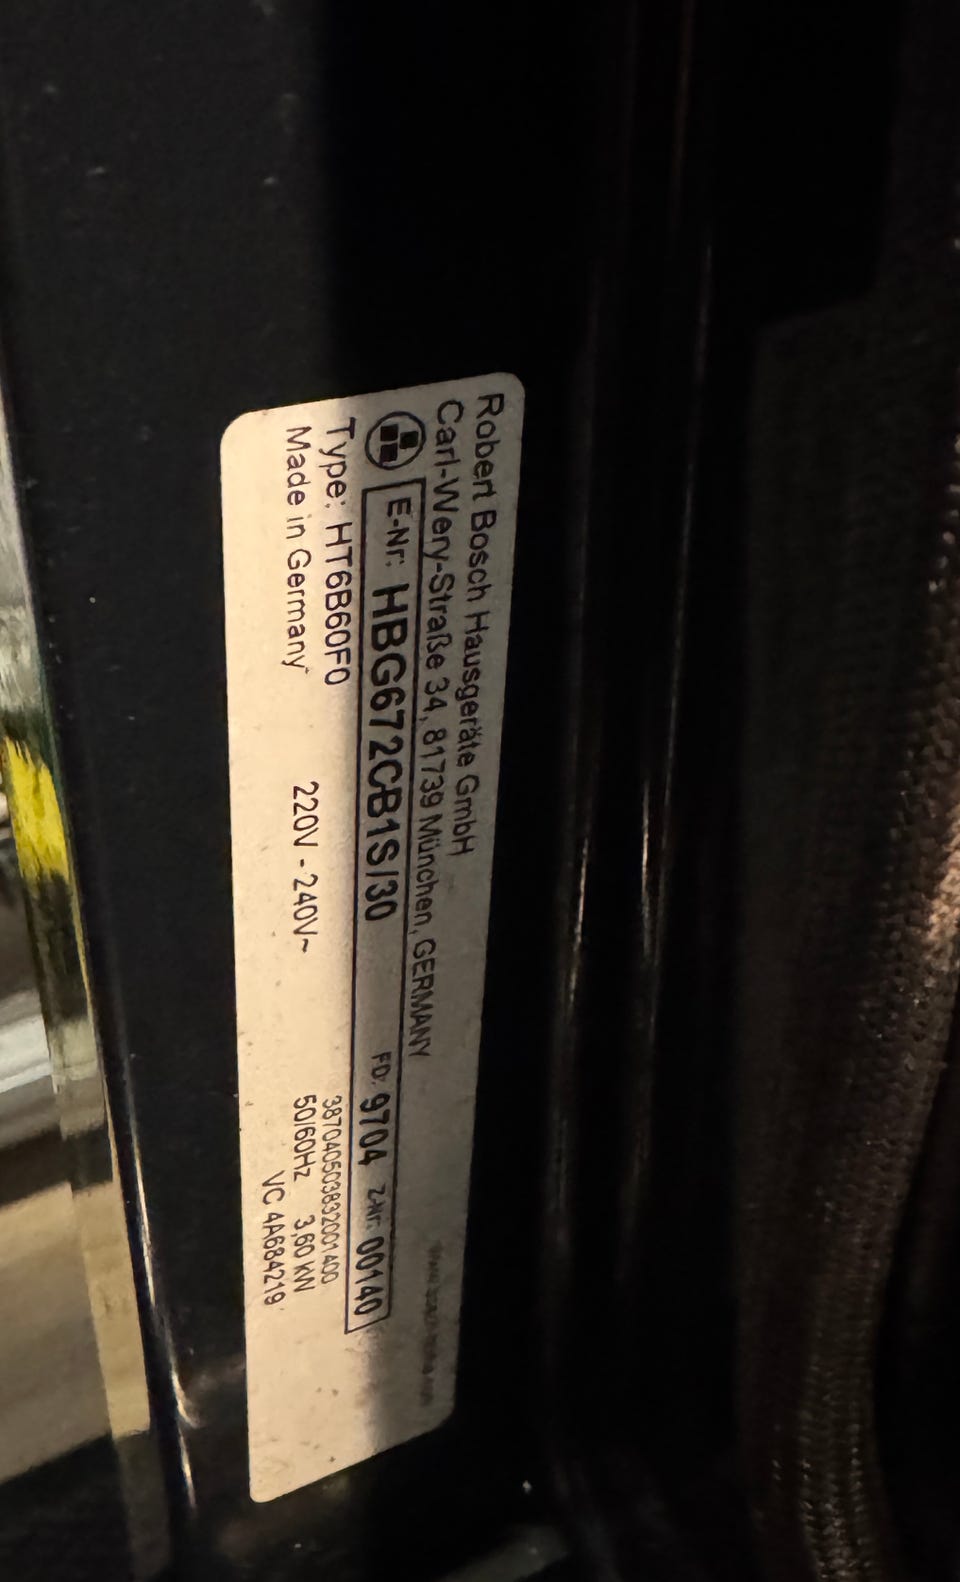 Robert Bosch Hausgeräte GmbH
Carl-Wery-Straße 34, 81739 München, GERMANY
E-Nr: HBG672CB1S/30 FD: 9704 Z-Nr: 00140
Type: HT6B60F0 387040503832001400
Made in Germany 220V - 240V~ 50/60Hz 3,60 kW
VC 4A684219